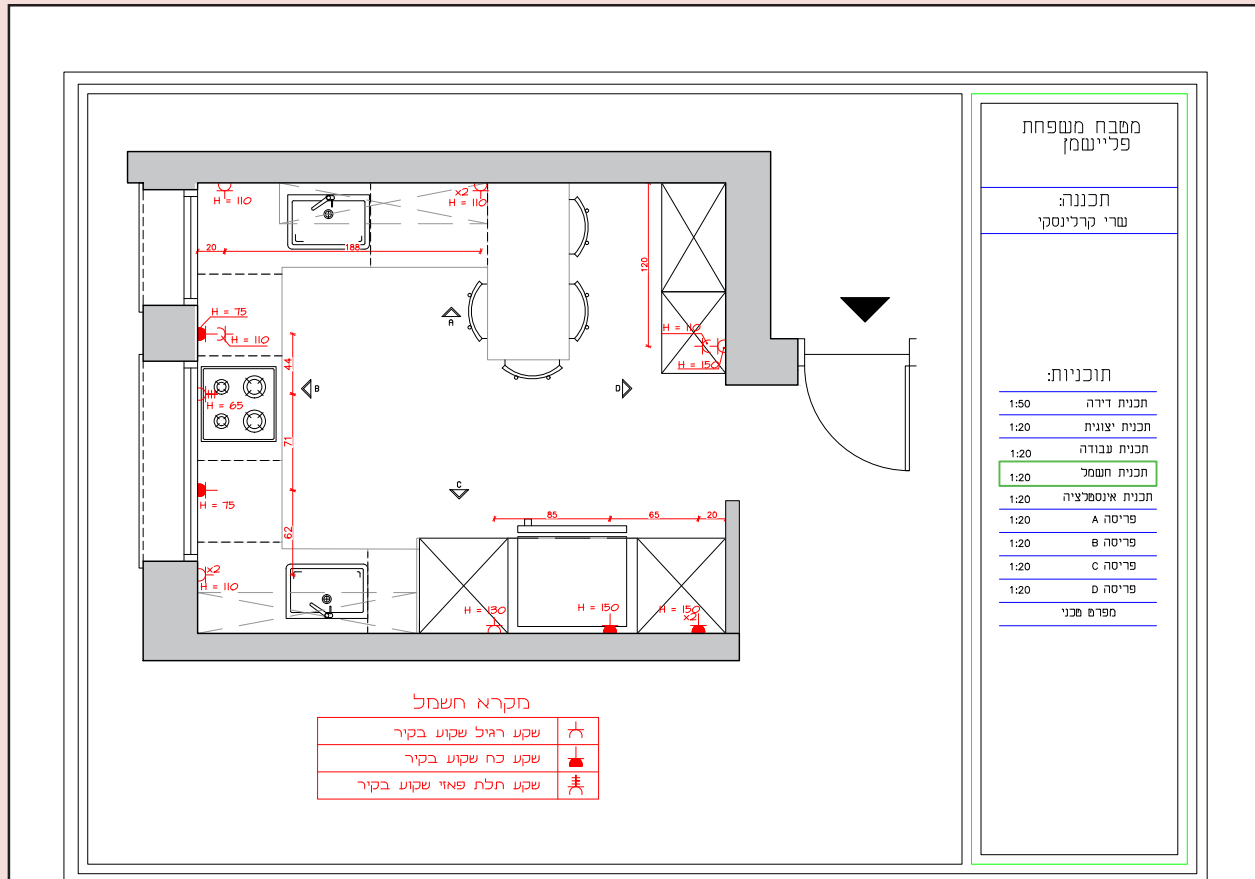 מטבח משפחת
פליישמן
תכננה:
שרי קרלינסקי
תוכניות:
תכנית דירה 1:50
תכנית יצוגית 1:20
תכנית עבודה 1:20
תכנית חשמל 1:20
תכנית אינסטלציה 1:20
פריסה A 1:20
פריסה B 1:20
פריסה C 1:20
פריסה D 1:20
מפרט טכני
H = 110
x2
H = 110
20
188
120
H = 75
H = 110
A
H = 110
H = 150
44
B
D
H = 65
71
C
H = 75
85
65
20
62
x2
H = 110
H = 130
H = 150
H = 150
x2
מקרא חשמל
שקע רגיל שקוע בקיר
שקע כח שקוע בקיר
שקע תלת פאזי שקוע בקיר